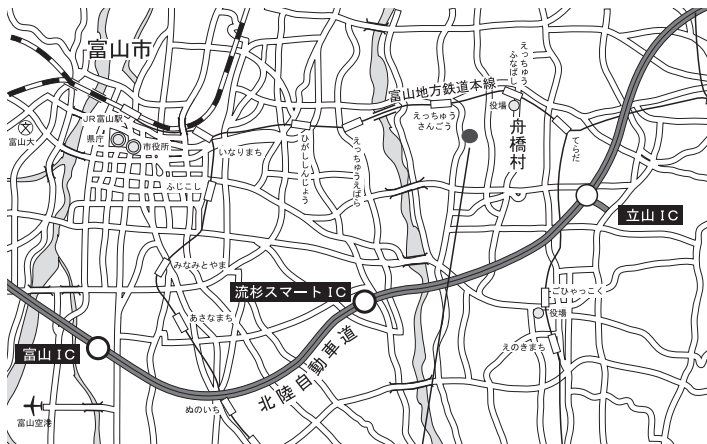 富山市
えっちゅう
ふなばし
富山地方鉄道本線
役場
JR富山駅
えっちゅう
さんごう
舟橋村
富山大
県庁
市役所
いなりまち
ひがししんじょう
えっちゅうえばら
てらだ
ふじこし
立山 IC
みなみとやま
流杉スマート IC
ごひゃっこく
役場
あさなまち
富山 IC
えのきまち
北陸自動車道
ぬのいち
富山空港